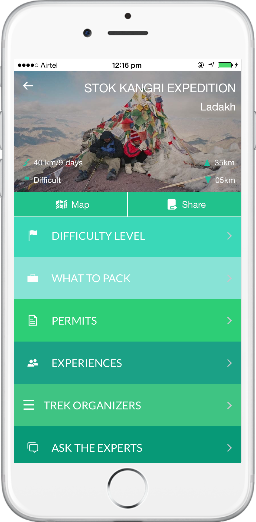 Airtel 12:16 pm
STOK KANGRI EXPEDITION
Ladakh
40 km/9 days 35km
Difficult 05km
Map Share
DIFFICULTY LEVEL
WHAT TO PACK
PERMITS
EXPERIENCES
TREK ORGANIZERS
ASK THE EXPERTS